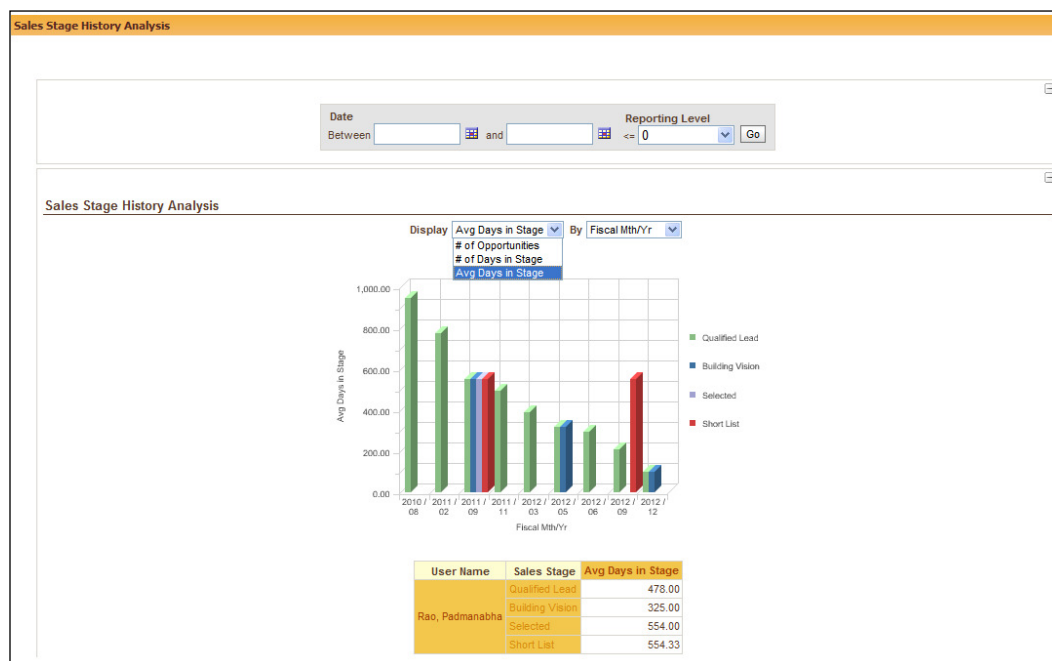 Sales Stage History Analysis
Date
Reporting Level
Between and <= 0 Go
Sales Stage History Analysis
Display Avg Days in Stage By Fiscal Mth/Yr
# of Opportunities
# of Days in Stage
Avg Days in Stage
1,000.00
800.00
600.00
400.00
200.00
0.00
Avg Days in Stage
2010 / 08
2011 / 02
2011 / 09
2011 / 11
2012 / 03
2012 / 05
2012 / 06
2012 / 09
2012 / 12
Fiscal Mth/Yr
Qualified Lead
Building Vision
Selected
Short List
User Name Sales Stage Avg Days in Stage
Rao, Padmanabha
Qualified Lead 478.00
Building Vision 325.00
Selected 554.00
Short List 554.33